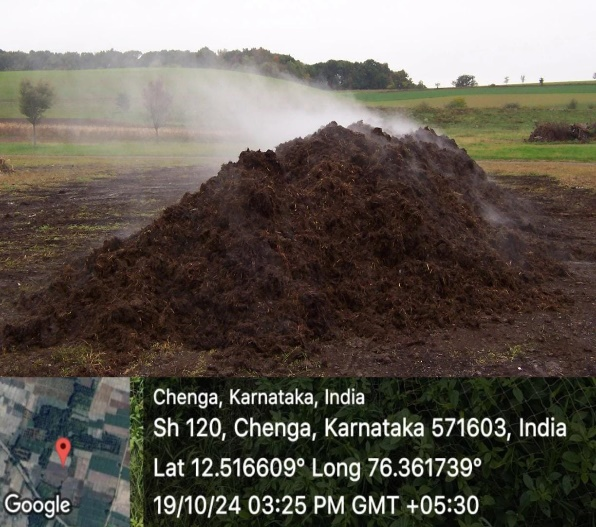 Chenga, Karnataka, India
Sh 120, Chenga, Karnataka 571603, India
Lat 12.516609° Long 76.361739°
19/10/24 03:25 PM GMT +05:30
Google